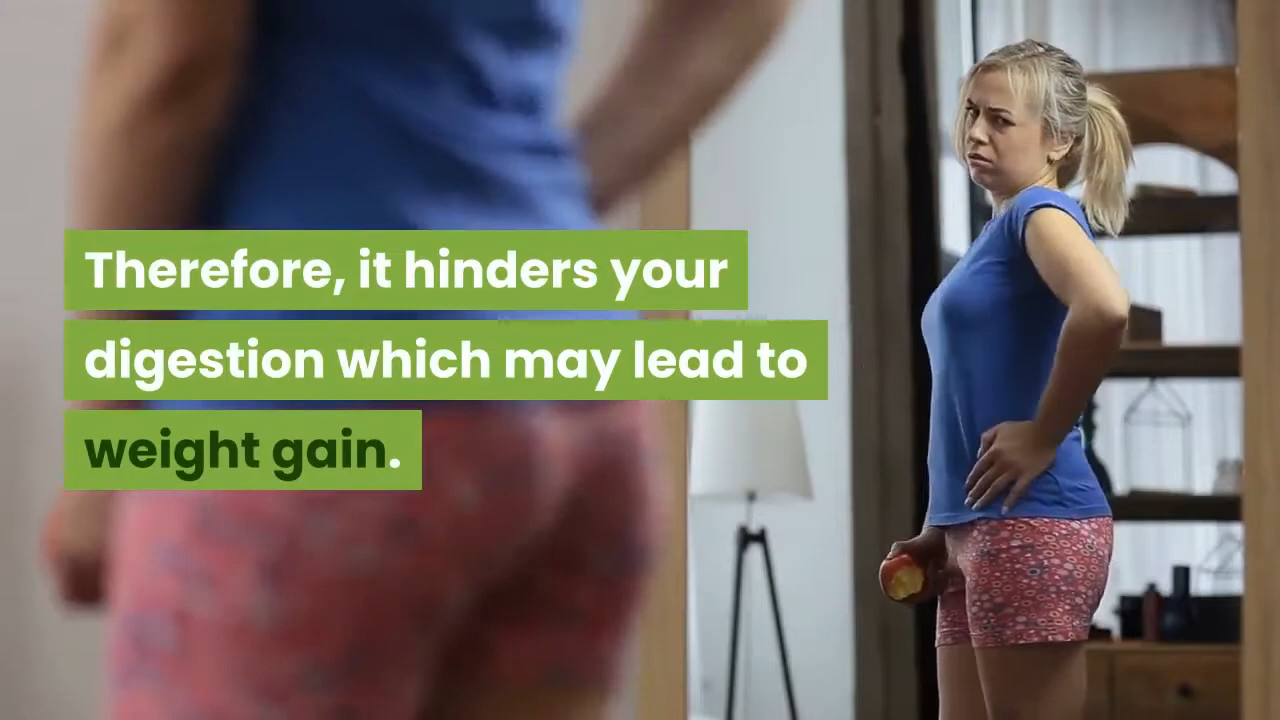 Therefore, it hinders your
digestion which may lead to
weight gain.